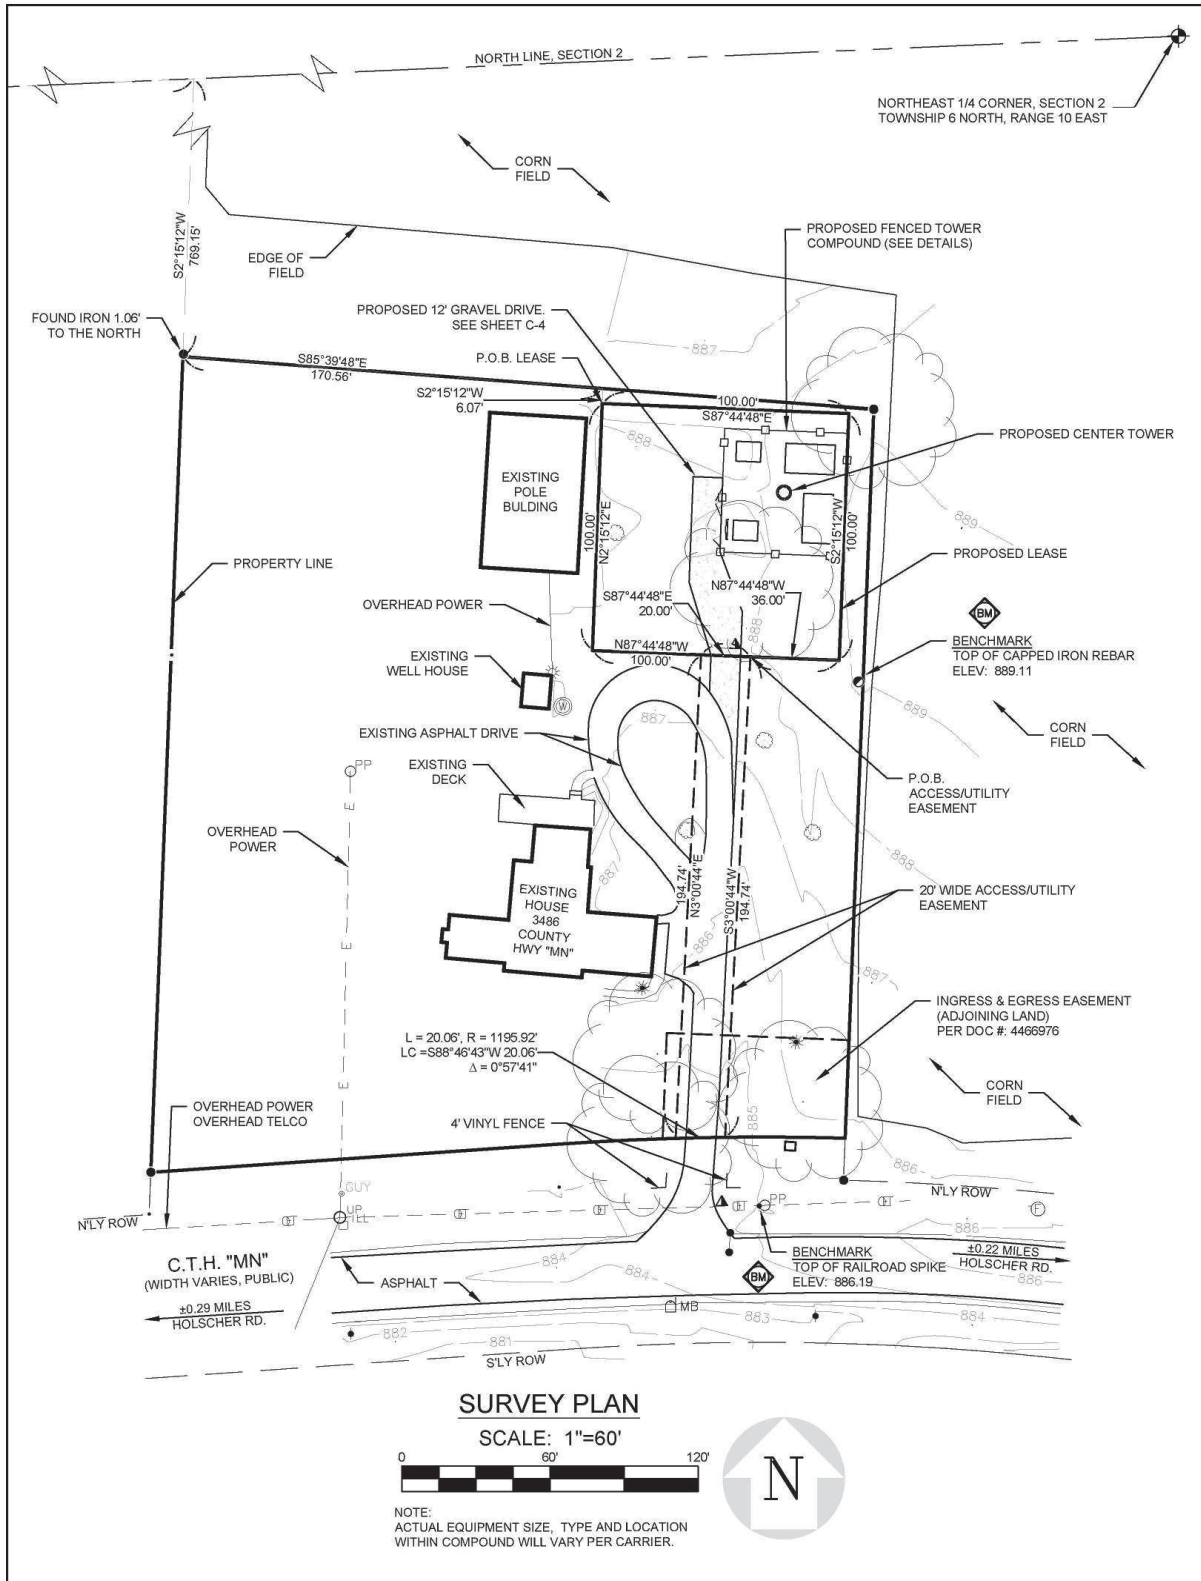 NORTH LINE, SECTION 2
NORTHEAST 1/4 CORNER, SECTION 2
TOWNSHIP 6 NORTH, RANGE 10 EAST
CORN
FIELD
S2°15'12"W
769.15'
EDGE OF
FIELD
PROPOSED FENCED TOWER
COMPOUND (SEE DETAILS)
FOUND IRON 1.06'
TO THE NORTH
PROPOSED 12' GRAVEL DRIVE.
SEE SHEET C-4
887
S85°39'48"E
170.56'
P.O.B. LEASE
S2°15'12"W
6.07'
100.00'
S87°44'48"E
888
PROPOSED CENTER TOWER
EXISTING
POLE
BULDING
100.00'
N2°15'12"E
S2°15'12"W
100.00'
889
PROPERTY LINE
PROPOSED LEASE
N87°44'48"W
36.00'
S87°44'48"E
20.00'
OVERHEAD POWER
888
BM
BENCHMARK
TOP OF CAPPED IRON REBAR
ELEV: 889.11
N87°44'48"W
100.00'
EXISTING
WELL HOUSE
W
889
887
CORN
FIELD
EXISTING ASPHALT DRIVE
EXISTING
DECK
PP
P.O.B.
ACCESS/UTILITY
EASEMENT
E
OVERHEAD
POWER
888
887
194.74'
N3°00'44"E
S3°00'44"W
194.74'
20' WIDE ACCESS/UTILITY
EASEMENT
EXISTING
HOUSE
3486
COUNTY
HWY "MN"
E
886
887
INGRESS & EGRESS EASEMENT
(ADJOINING LAND)
PER DOC #: 4466976
L = 20.06', R = 1195.92'
LC =S88°46'43"W 20.06'
Δ = 0°57'41"
E
CORN
FIELD
OVERHEAD POWER
OVERHEAD TELCO
4' VINYL FENCE
885
886
GUY
N'LY ROW
N'LY ROW
UP
ILL
PP
E
886
C.T.H. "MN"
(WIDTH VARIES, PUBLIC)
884
884
ASPHALT
BM
BENCHMARK
TOP OF RAILROAD SPIKE
ELEV: 886.19
±0.22 MILES
HOLSCHER RD.
886
±0.29 MILES
HOLSCHER RD.
MB
882
881
883
884
S'LY ROW
SURVEY PLAN
SCALE: 1"=60'
0 60' 120'
N
NOTE:
ACTUAL EQUIPMENT SIZE, TYPE AND LOCATION
WITHIN COMPOUND WILL VARY PER CARRIER.